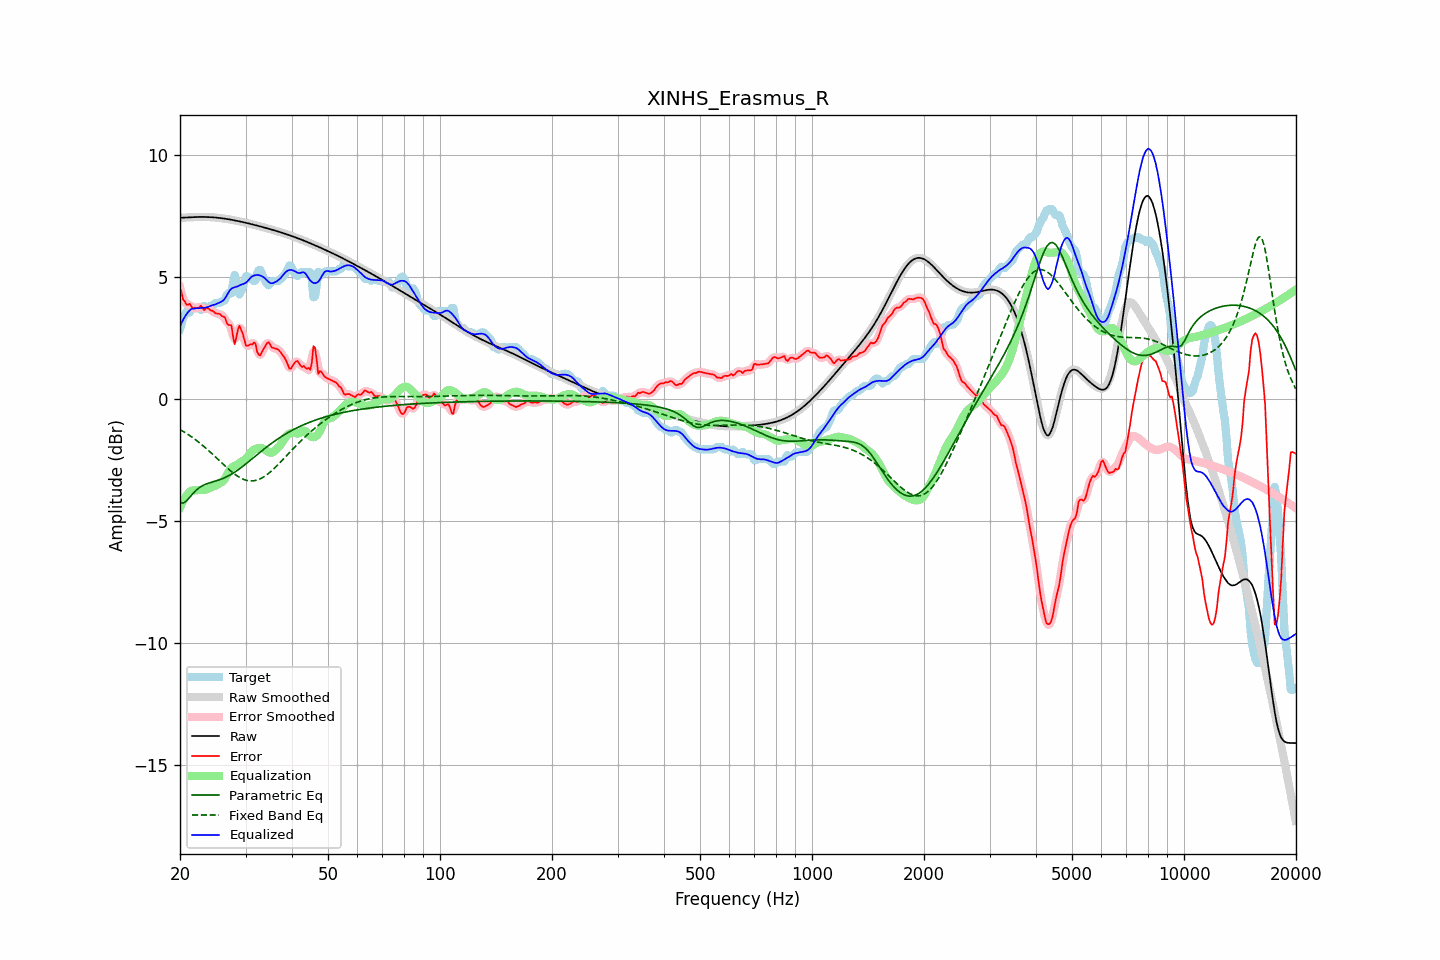 XINHS_Erasmus_R
Amplitude (dBr)
10
5
0
−5
−10
−15
Target
Raw Smoothed
Error Smoothed
Raw
Error
Equalization
Parametric Eq
Fixed Band Eq
Equalized
20 50 100 200 500 1000 2000 5000 10000 20000
Frequency (Hz)